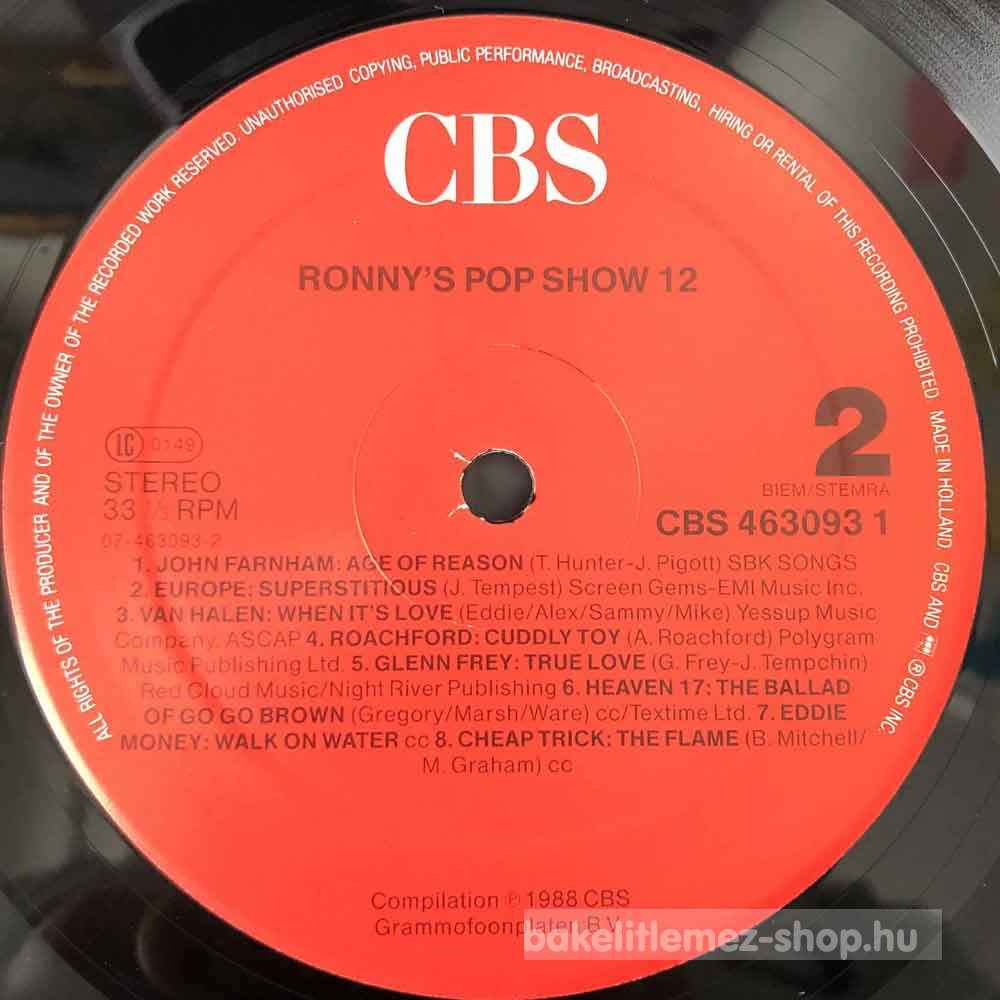 ALL RIGHTS OF THE PRODUCER AND OF THE OWNER OF THE RECORDED WORK RESERVED. UNAUTHORISED COPYING, PUBLIC PERFORMANCE, BROADCASTING, HIRING OR RENTAL OF THIS RECORDING PROHIBITED. MADE IN HOLLAND. CBS AND ℗ CBS INC.
CBS
RONNY'S POP SHOW 12
LC 0149
STEREO
33 1/3 RPM
07-463093-2
2
BIEM/STEMRA
CBS 463093 1
1. JOHN FARNHAM: AGE OF REASON (T. Hunter-J. Pigott) SBK SONGS
2. EUROPE: SUPERSTITIOUS (J. Tempest) Screen Gems-EMI Music Inc.
3. VAN HALEN: WHEN IT'S LOVE (Eddie/Alex/Sammy/Mike) Yessup Music
Company. ASCAP 4. ROACHFORD: CUDDLY TOY (A. Roachford) Polygram
Music Publishing Ltd. 5. GLENN FREY: TRUE LOVE (G. Frey-J. Tempchin)
Red Cloud Music/Night River Publishing 6. HEAVEN 17: THE BALLAD
OF GO GO BROWN (Gregory/Marsh/Ware) cc/Textime Ltd. 7. EDDIE
MONEY: WALK ON WATER cc 8. CHEAP TRICK: THE FLAME (B. Mitchell/
M. Graham) cc
Compilation ℗ 1988 CBS
Grammofoonplaten B.V.
bakelitlemez-shop.hu